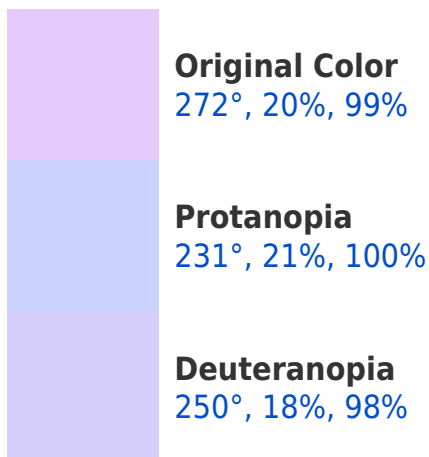 Original Color
272°, 20%, 99%
Protanopia
231°, 21%, 100%
Deuteranopia
250°, 18%, 98%